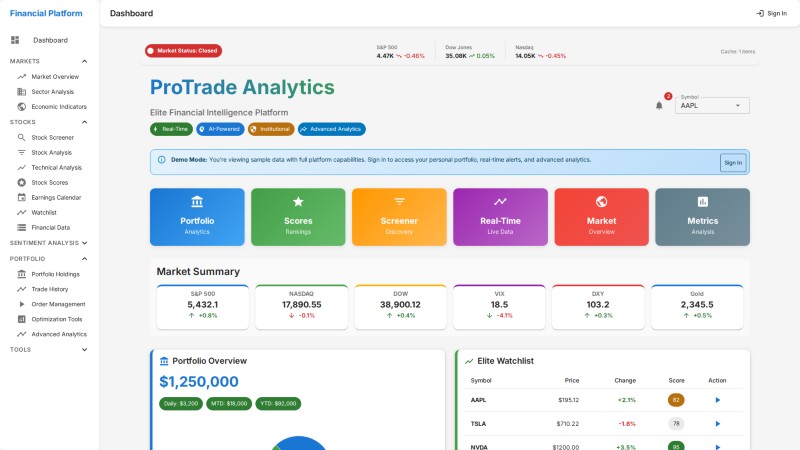 Financial Platform
Dashboard
Sign In
Dashboard
MARKETS
Market Overview
Sector Analysis
Economic Indicators
STOCKS
Stock Screener
Stock Analysis
Technical Analysis
Stock Scores
Earnings Calendar
Watchlist
Financial Data
SENTIMENT ANALYSIS
PORTFOLIO
Portfolio Holdings
Trade History
Order Management
Optimization Tools
Advanced Analytics
TOOLS
Market Status: Closed
S&P 500
4.47K -0.46%
Dow Jones
35.08K 0.05%
Nasdaq
14.05K -0.45%
Cache: 1 items
ProTrade Analytics
Elite Financial Intelligence Platform
Real-Time
AI-Powered
Institutional
Advanced Analytics
2
Symbol
AAPL
Demo Mode: You're viewing sample data with full platform capabilities. Sign in to access your personal portfolio, real-time alerts, and advanced analytics.
Sign In
Portfolio
Analytics
Scores
Rankings
Screener
Discovery
Real-Time
Live Data
Market
Overview
Metrics
Analysis
Market Summary
S&P 500
5,432.1
+0.8%
NASDAQ
17,890.55
-0.1%
DOW
38,900.12
+0.4%
VIX
18.5
-4.1%
DXY
103.2
+0.3%
Gold
2,345.5
+0.5%
Portfolio Overview
$1,250,000
Daily: $3,200
MTD: $18,000
YTD: $92,000
Elite Watchlist
Symbol Price Change Score Action
AAPL $195.12 +2.1% 82
TSLA $710.22 -1.8% 78
NVDA $1200.00 +3.5% 95